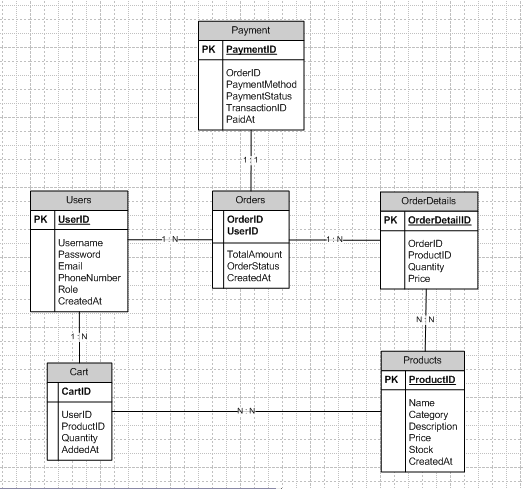 Payment
PK PaymentID
OrderID
PaymentMethod
PaymentStatus
TransactionID
PaidAt
1 : 1
Users
PK UserID
Username
Password
Email
PhoneNumber
Role
CreatedAt
1 : N
Orders
OrderID
UserID
TotalAmount
OrderStatus
CreatedAt
1 : N
OrderDetails
PK OrderDetailID
OrderID
ProductID
Quantity
Price
1 : N
N : N
Cart
CartID
UserID
ProductID
Quantity
AddedAt
N : N
Products
PK ProductID
Name
Category
Description
Price
Stock
CreatedAt